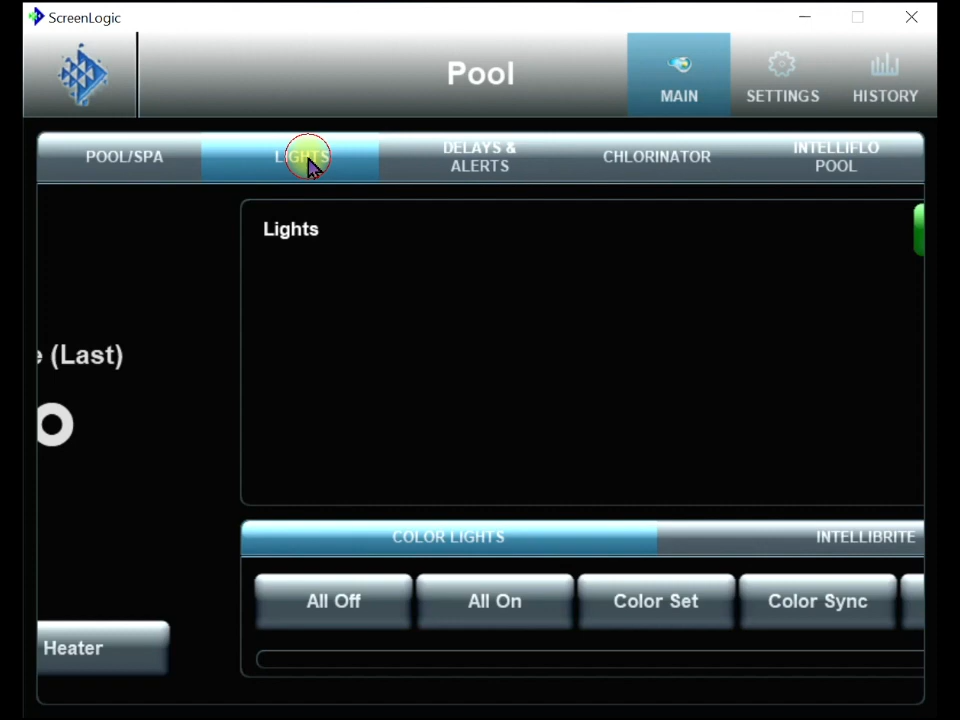 ScreenLogic
Pool
MAIN
SETTINGS
HISTORY
POOL/SPA
LIGHTS
DELAYS &
ALERTS
CHLORINATOR
INTELLIFLO
POOL
Lights
(Last)
COLOR LIGHTS
INTELLIBRITE
All Off
All On
Color Set
Color Sync
Heater